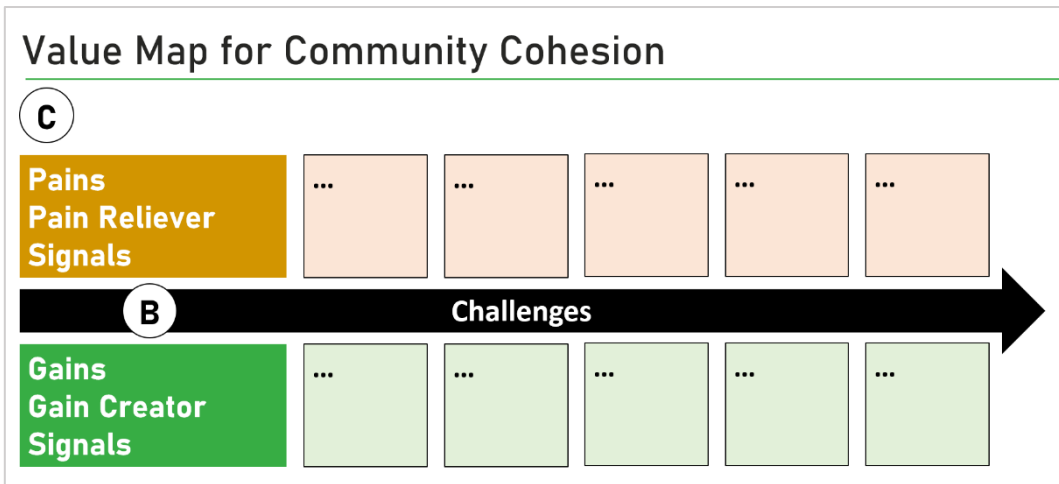 Value Map for Community Cohesion
C
Pains
Pain Reliever
Signals
... ... ... ... ...
B Challenges
Gains
Gain Creator
Signals
... ... ... ... ...